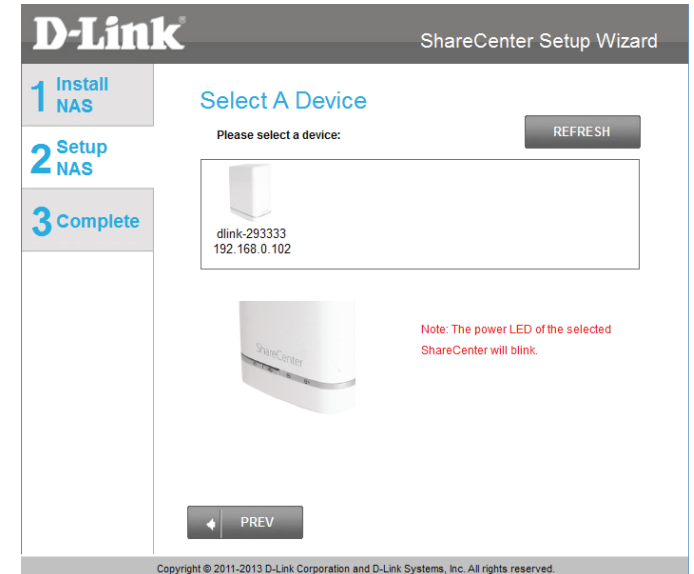 D-Link
ShareCenter Setup Wizard
1 Install
NAS
2 Setup
NAS
3 Complete
Select A Device
Please select a device:
REFRESH
dlink-293333
192.168.0.102
ShareCenter
Note: The power LED of the selected
ShareCenter will blink.
PREV
Copyright © 2011-2013 D-Link Corporation and D-Link Systems, Inc. All rights reserved.